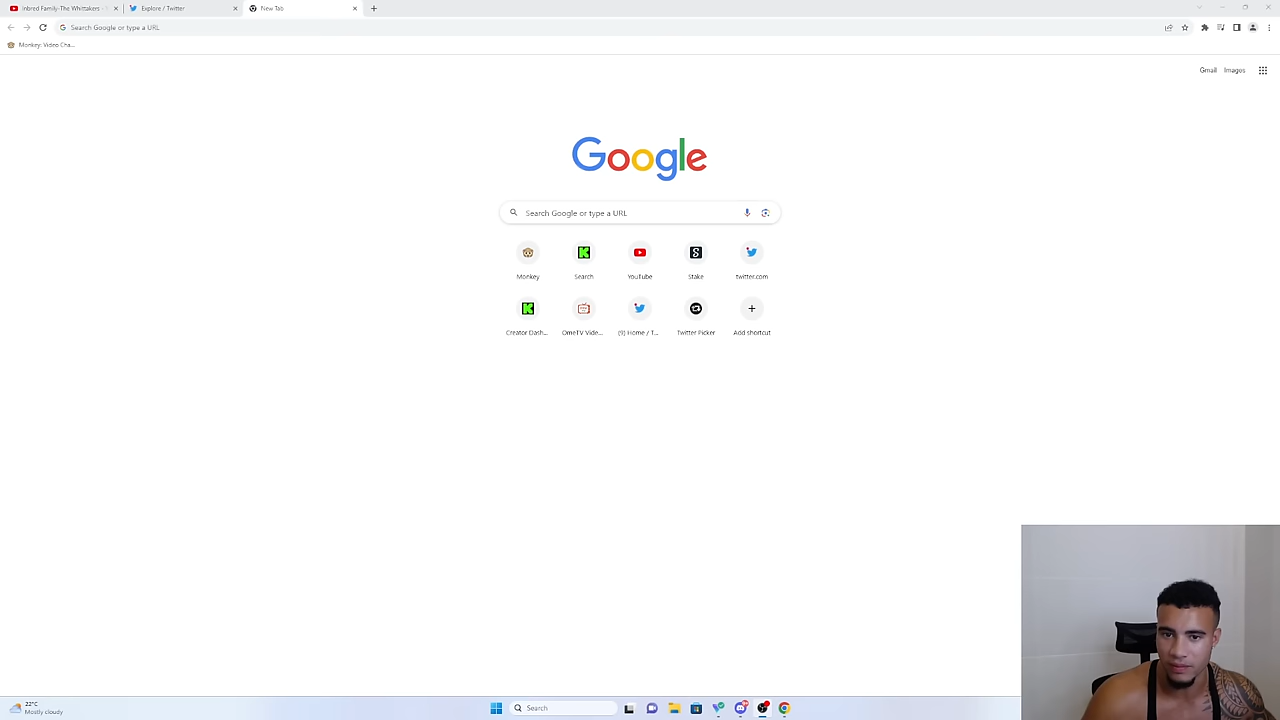 Inbred Family-The Whittakers -
Explore / Twitter
New Tab
Search Google or type a URL
Monkey: Video Cha...
Gmail
Images
Google
Search Google or type a URL
Monkey
Search
YouTube
Stake
twitter.com
Creator Dash...
OmeTV Vide...
(9) Home / T...
Twitter Picker
Add shortcut
22°C
Mostly cloudy
Search